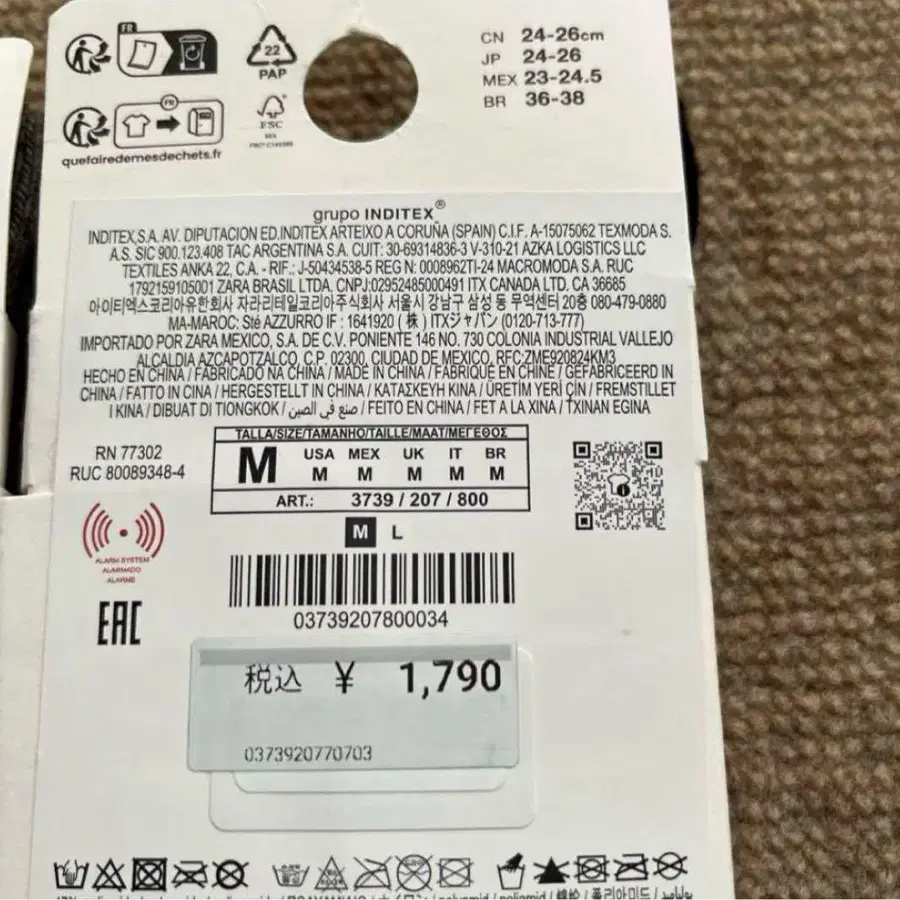 FR
22
PAP
CN 24-26cm
JP 24-26
MEX 23-24.5
BR 36-38
FR
FSC
quefairedemesdechets.fr
grupo INDITEX®
INDITEX,S.A. AV. DIPUTACION ED.INDITEX ARTEIXO A CORUÑA (SPAIN) C.I.F. A-15075062 TEXMODA S.
A.S. SIC 900.123.408 TAC ARGENTINA S.A. CUIT: 30-69314836-3 V-310-21 AZKA LOGISTICS LLC
TEXTILES ANKA 22, C.A. - RIF.: J-50434538-5 REG N: 0008962TI-24 MACROMODA S.A. RUC
1792159105001 ZARA BRASIL LTDA. CNPJ:02952485000491 ITX CANADA LTD. CA 36685
아이티엑스코리아유한회사 자라리테일코리아주식회사 서울시 강남구 삼성 동 무역센터 20층 080-479-0880
MA-MAROC: Sté AZZURRO IF : 1641920 ( 株 ) ITXジャパン (0120-713-777)
IMPORTADO POR ZARA MEXICO, S.A. DE C.V. PONIENTE 146 NO. 730 COLONIA INDUSTRIAL VALLEJO
ALCALDIA AZCAPOTZALCO, C.P. 02300, CIUDAD DE MEXICO, RFC:ZME920824KM3
HECHO EN CHINA / FABRICADO NA CHINA / MADE IN CHINA / FABRIQUÉ EN CHINE / GEFABRICEERD IN
CHINA / FATTO IN CINA / HERGESTELLT IN CHINA / ΚΑΤΑΣΚΕΥΗ ΚΙΝΑ / ÜRETİM YERİ ÇİN / FREMSTILLET
I KINA / DIBUAT DI TIONGKOK / صنع في الصين / FEITO EN CHINA / FET A LA XINA / TXINAN EGINA
RN 77302
RUC 80089348-4
TALLA/SIZE/TAMANHO/TAILLE/MAAT/ΜΕΓΕΘΟΣ
M USA MEX UK IT BR
M M M M M
ART.: 3739 / 207 / 800
M L
ALARM SYSTEM
ALARMADO
ALARME
EAC
03739207800034
税込 ¥ 1,790
0373920770703